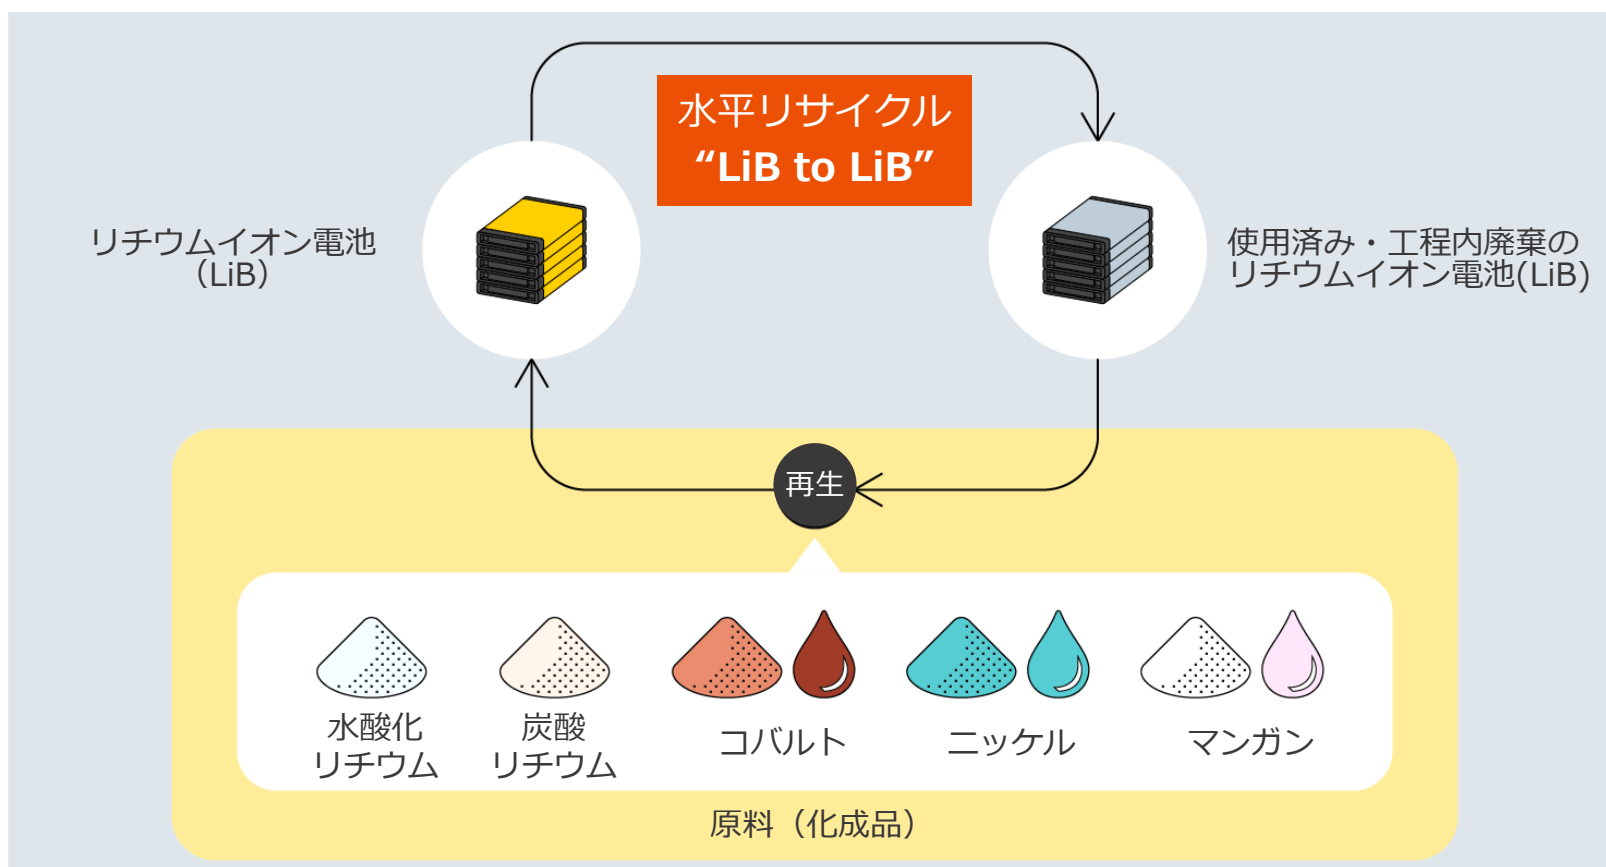 水平リサイクル
“LiB to LiB”
リチウムイオン電池
（LiB）
使用済み・工程内廃棄の
リチウムイオン電池(LiB)
再生
水酸化
リチウム
炭酸
リチウム
コバルト
ニッケル
マンガン
原料（化成品）